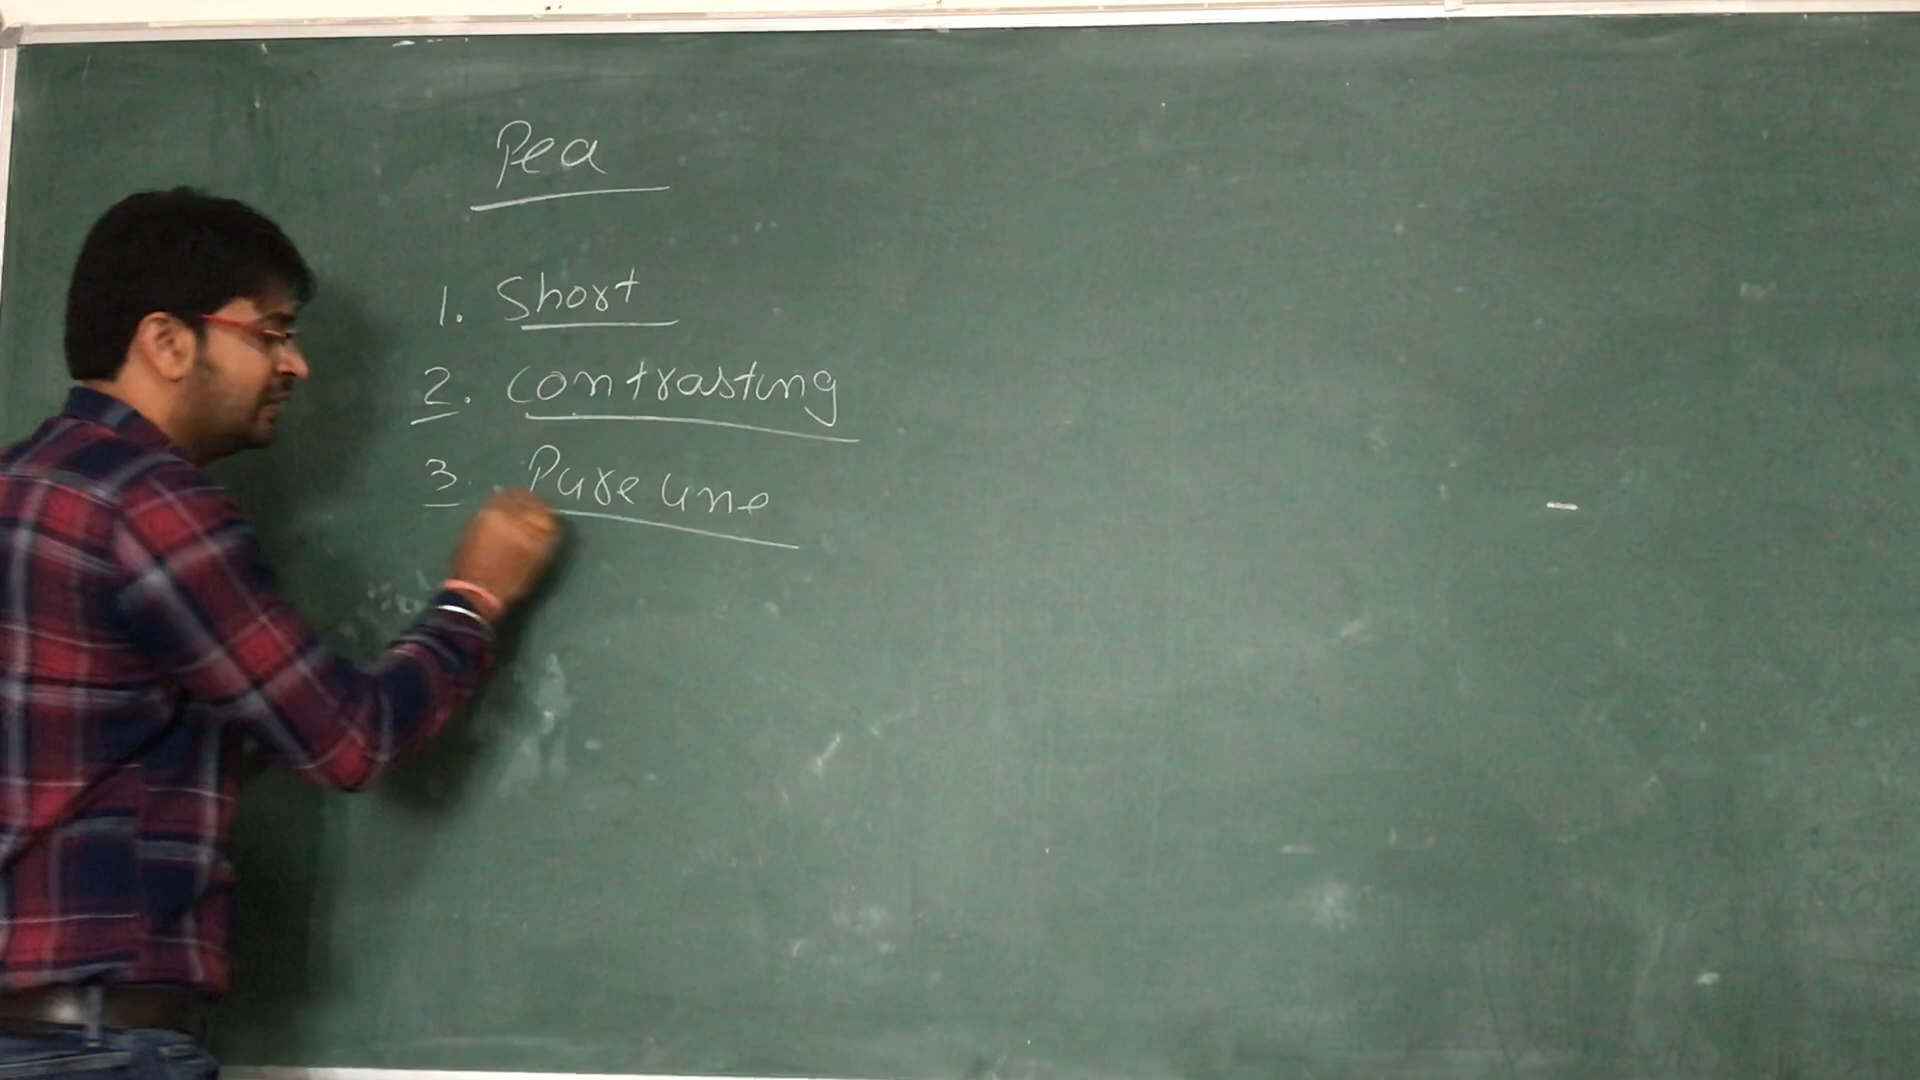 Pea
1. Short
2. Contrasting
3. Pure line